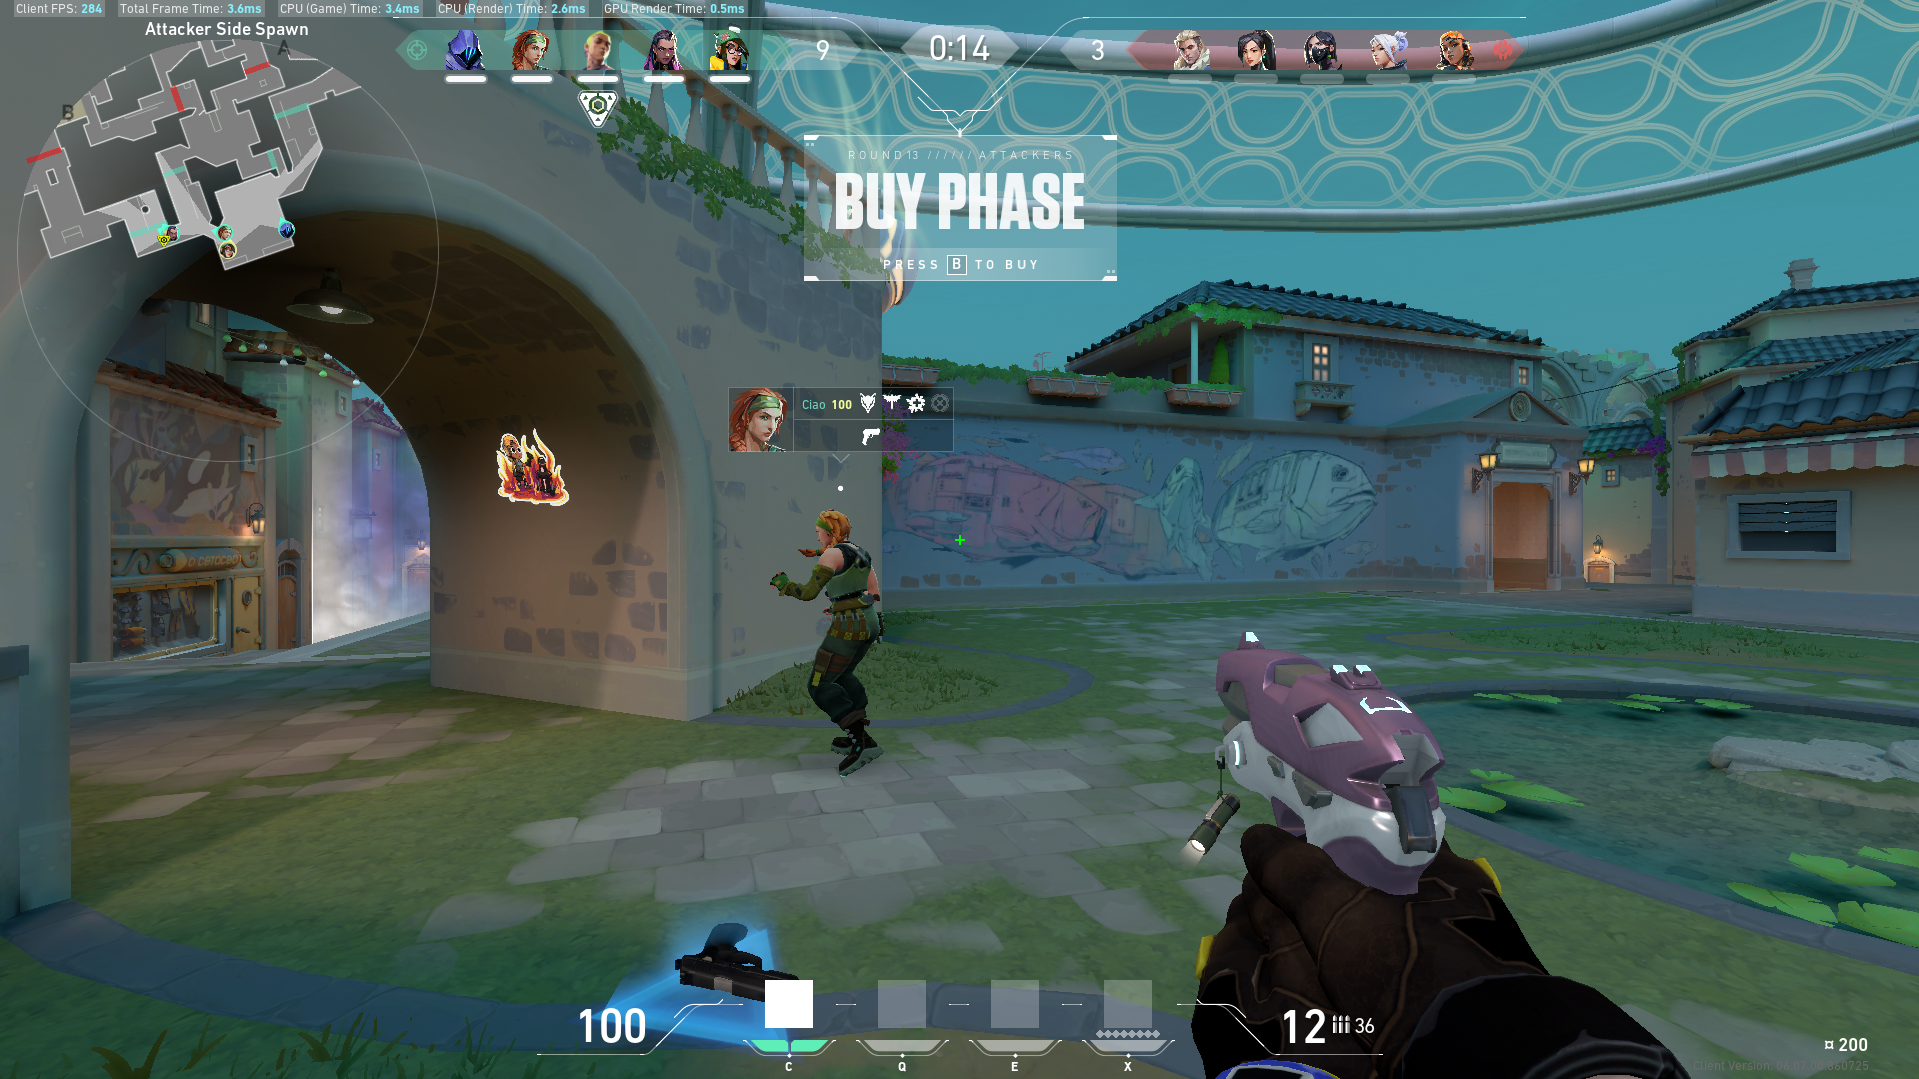 Client FPS: 284 Total Frame Time: 3.6ms CPU (Game) Time: 3.4ms CPU (Render) Time: 2.6ms GPU Render Time: 0.5ms
Attacker Side Spawn
A
B
9
0:14
3
ROUND 13 ////// ATTACKERS
BUY PHASE
PRESS B TO BUY
Ciao 100
100
12
36
C
Q
E
X
¤ 200